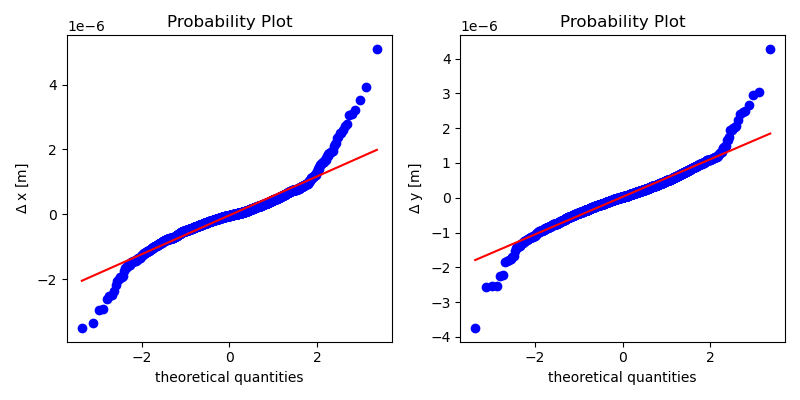 Probability Plot
1e−6
4
2
0
−2
−2
0
2
Δ x [m]
theoretical quantities
Probability Plot
1e−6
4
3
2
1
0
−1
−2
−3
−4
−2
0
2
Δ y [m]
theoretical quantities